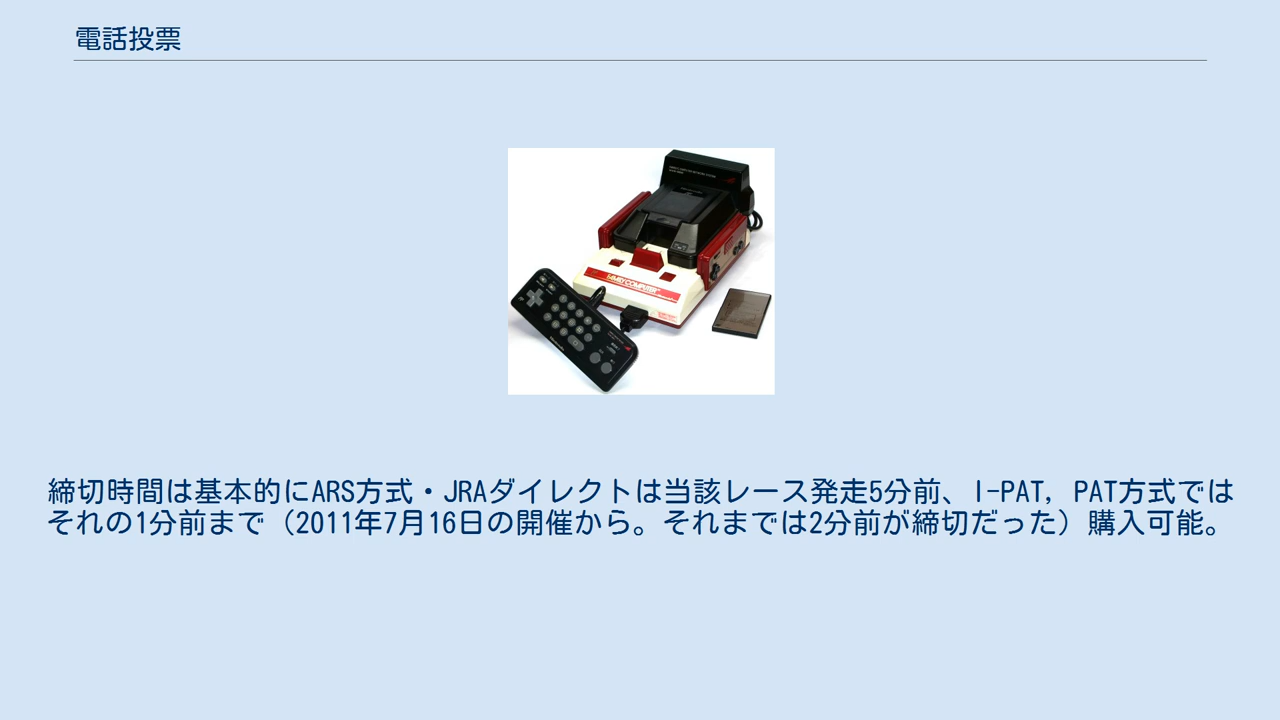 電話投票
FAMILY COMPUTER
締切時間は基本的にARS方式・JRAダイレクトは当該レース発走5分前、I-PAT, PAT方式では
それの1分前まで（2011年7月16日の開催から。それまでは2分前が締切だった）購入可能。